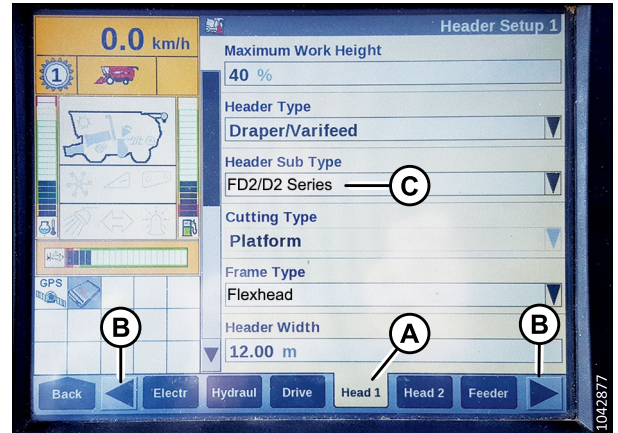 0.0 km/h
Header Setup 1
1
Maximum Work Height
40 %
Header Type
Draper/Varifeed
Header Sub Type
FD2/D2 Series
C
Cutting Type
Platform
Frame Type
Flexhead
GPS
Header Width
12.00 m
B
A
B
Back
Electr
Hydraul
Drive
Head 1
Head 2
Feeder
1042877